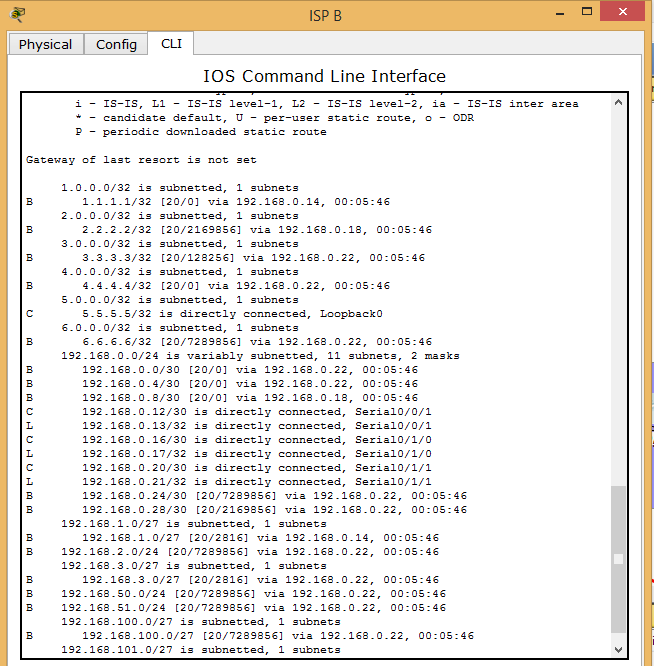 ISP B
Physical Config CLI
IOS Command Line Interface
i - IS-IS, L1 - IS-IS level-1, L2 - IS-IS level-2, ia - IS-IS inter area
* - candidate default, U - per-user static route, o - ODR
P - periodic downloaded static route
Gateway of last resort is not set
1.0.0.0/32 is subnetted, 1 subnets
B 1.1.1.1/32 [20/0] via 192.168.0.14, 00:05:46
2.0.0.0/32 is subnetted, 1 subnets
B 2.2.2.2/32 [20/2169856] via 192.168.0.18, 00:05:46
3.0.0.0/32 is subnetted, 1 subnets
B 3.3.3.3/32 [20/128256] via 192.168.0.22, 00:05:46
4.0.0.0/32 is subnetted, 1 subnets
B 4.4.4.4/32 [20/0] via 192.168.0.22, 00:05:46
5.0.0.0/32 is subnetted, 1 subnets
C 5.5.5.5/32 is directly connected, Loopback0
6.0.0.0/32 is subnetted, 1 subnets
B 6.6.6.6/32 [20/7289856] via 192.168.0.22, 00:05:46
192.168.0.0/24 is variably subnetted, 11 subnets, 2 masks
B 192.168.0.0/30 [20/0] via 192.168.0.22, 00:05:46
B 192.168.0.4/30 [20/0] via 192.168.0.22, 00:05:46
B 192.168.0.8/30 [20/0] via 192.168.0.18, 00:05:46
C 192.168.0.12/30 is directly connected, Serial0/0/1
L 192.168.0.13/32 is directly connected, Serial0/0/1
C 192.168.0.16/30 is directly connected, Serial0/1/0
L 192.168.0.17/32 is directly connected, Serial0/1/0
C 192.168.0.20/30 is directly connected, Serial0/1/1
L 192.168.0.21/32 is directly connected, Serial0/1/1
B 192.168.0.24/30 [20/7289856] via 192.168.0.22, 00:05:46
B 192.168.0.28/30 [20/2169856] via 192.168.0.22, 00:05:46
192.168.1.0/27 is subnetted, 1 subnets
B 192.168.1.0/27 [20/2816] via 192.168.0.14, 00:05:46
B 192.168.2.0/24 [20/7289856] via 192.168.0.22, 00:05:46
192.168.3.0/27 is subnetted, 1 subnets
B 192.168.3.0/27 [20/2816] via 192.168.0.22, 00:05:46
B 192.168.50.0/24 [20/7289856] via 192.168.0.22, 00:05:46
B 192.168.51.0/24 [20/7289856] via 192.168.0.22, 00:05:46
192.168.100.0/27 is subnetted, 1 subnets
B 192.168.100.0/27 [20/7289856] via 192.168.0.22, 00:05:46
192.168.101.0/27 is subnetted, 1 subnets